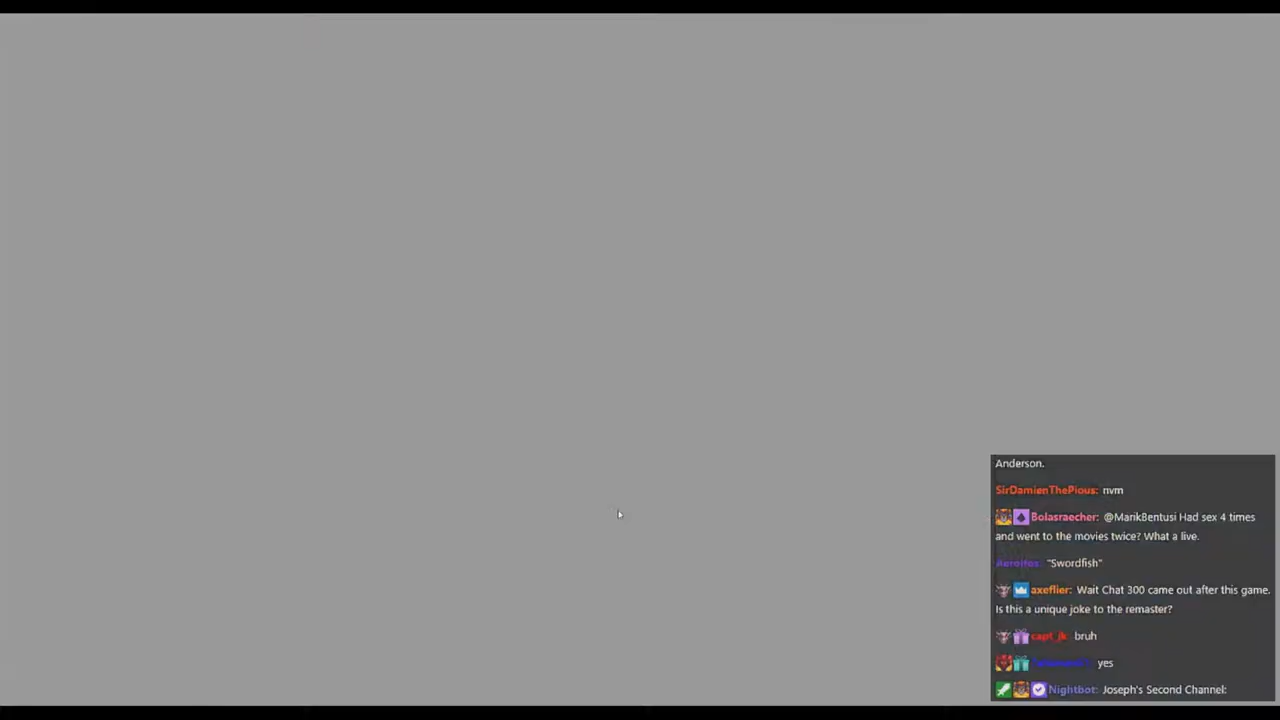 Anderson.
SirDamienThePious: nvm
Bolasraecher: @MarikBentusi Had sex 4 times
and went to the movies twice? What a live.
"Swordfish"
axeflier: Wait Chat 300 came out after this game.
Is this a unique joke to the remaster?
capt_jk: bruh
yes
Nightbot: Joseph's Second Channel: